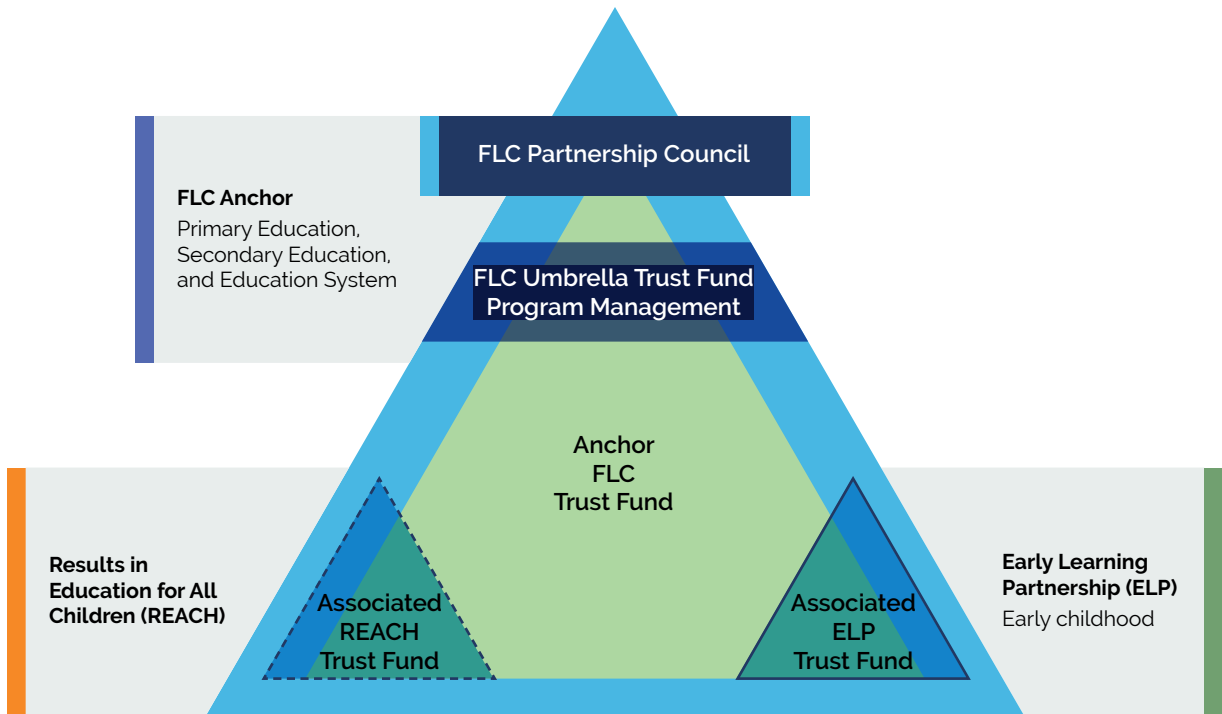 FLC Partnership Council
FLC Anchor
Primary Education,
Secondary Education,
and Education System
FLC Umbrella Trust Fund
Program Management
Anchor
FLC
Trust Fund
Results in
Education for All
Children (REACH)
Associated
REACH
Trust Fund
Associated
ELP
Trust Fund
Early Learning
Partnership (ELP)
Early childhood